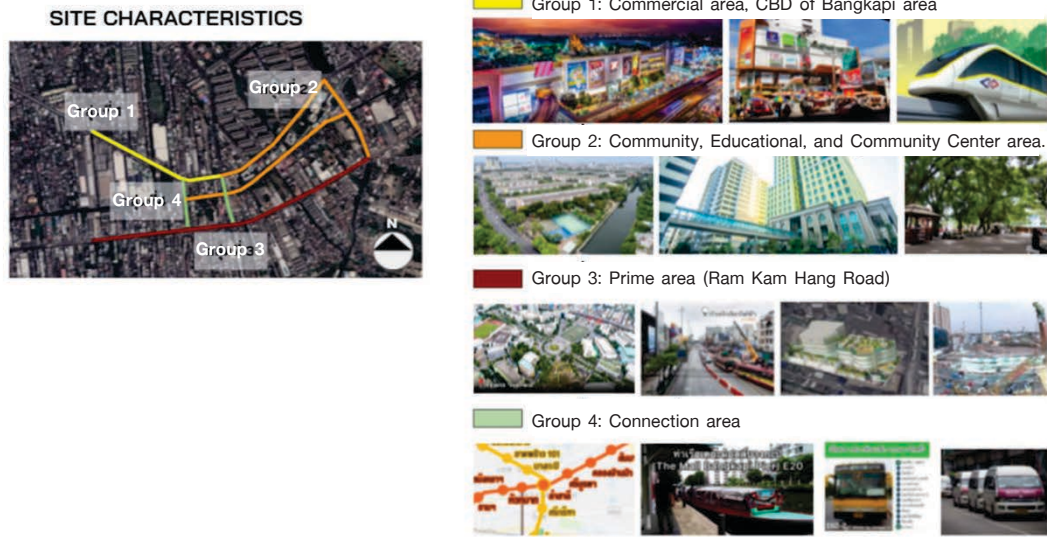 SITE CHARACTERISTICS
Group 1
Group 2
Group 4
Group 3
N
Group 1: Commercial area, CBD of Bangkapi area
Group 2: Community, Educational, and Community Center area.
Group 3: Prime area (Ram Kam Hang Road)
Group 4: Connection area
The Mall Bangkapi
E20